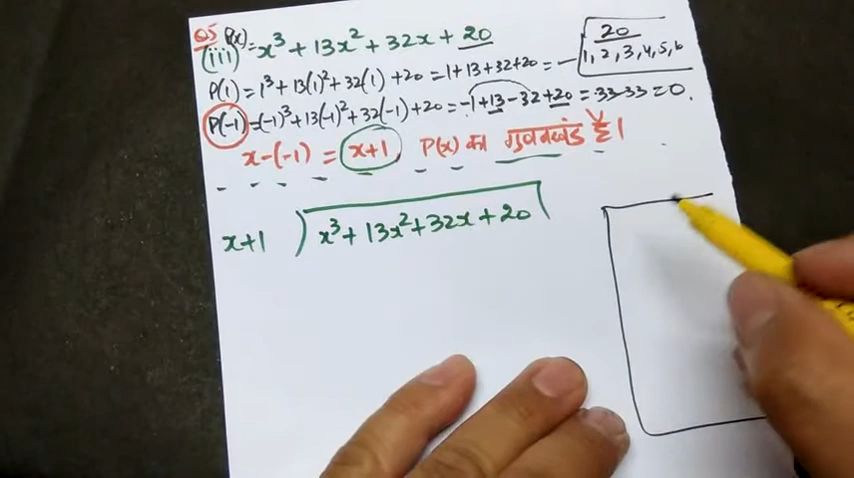 Q5 P(x)
(iii) = x³ + 13x² + 32x + 20
20
1, 2, 3, 4, 5, 6
P(1) = 1³ + 13(1)² + 32(1) + 20 = 1 + 13 + 32 + 20 = —
P(-1) = (-1)³ + 13(-1)² + 32(-1) + 20 = -1 + 13 - 32 + 20 = 33 - 33 = 0.
x - (-1) = x+1 P(x) का गुणनखंड है।
x+1 ) x³ + 13x² + 32x + 20 (